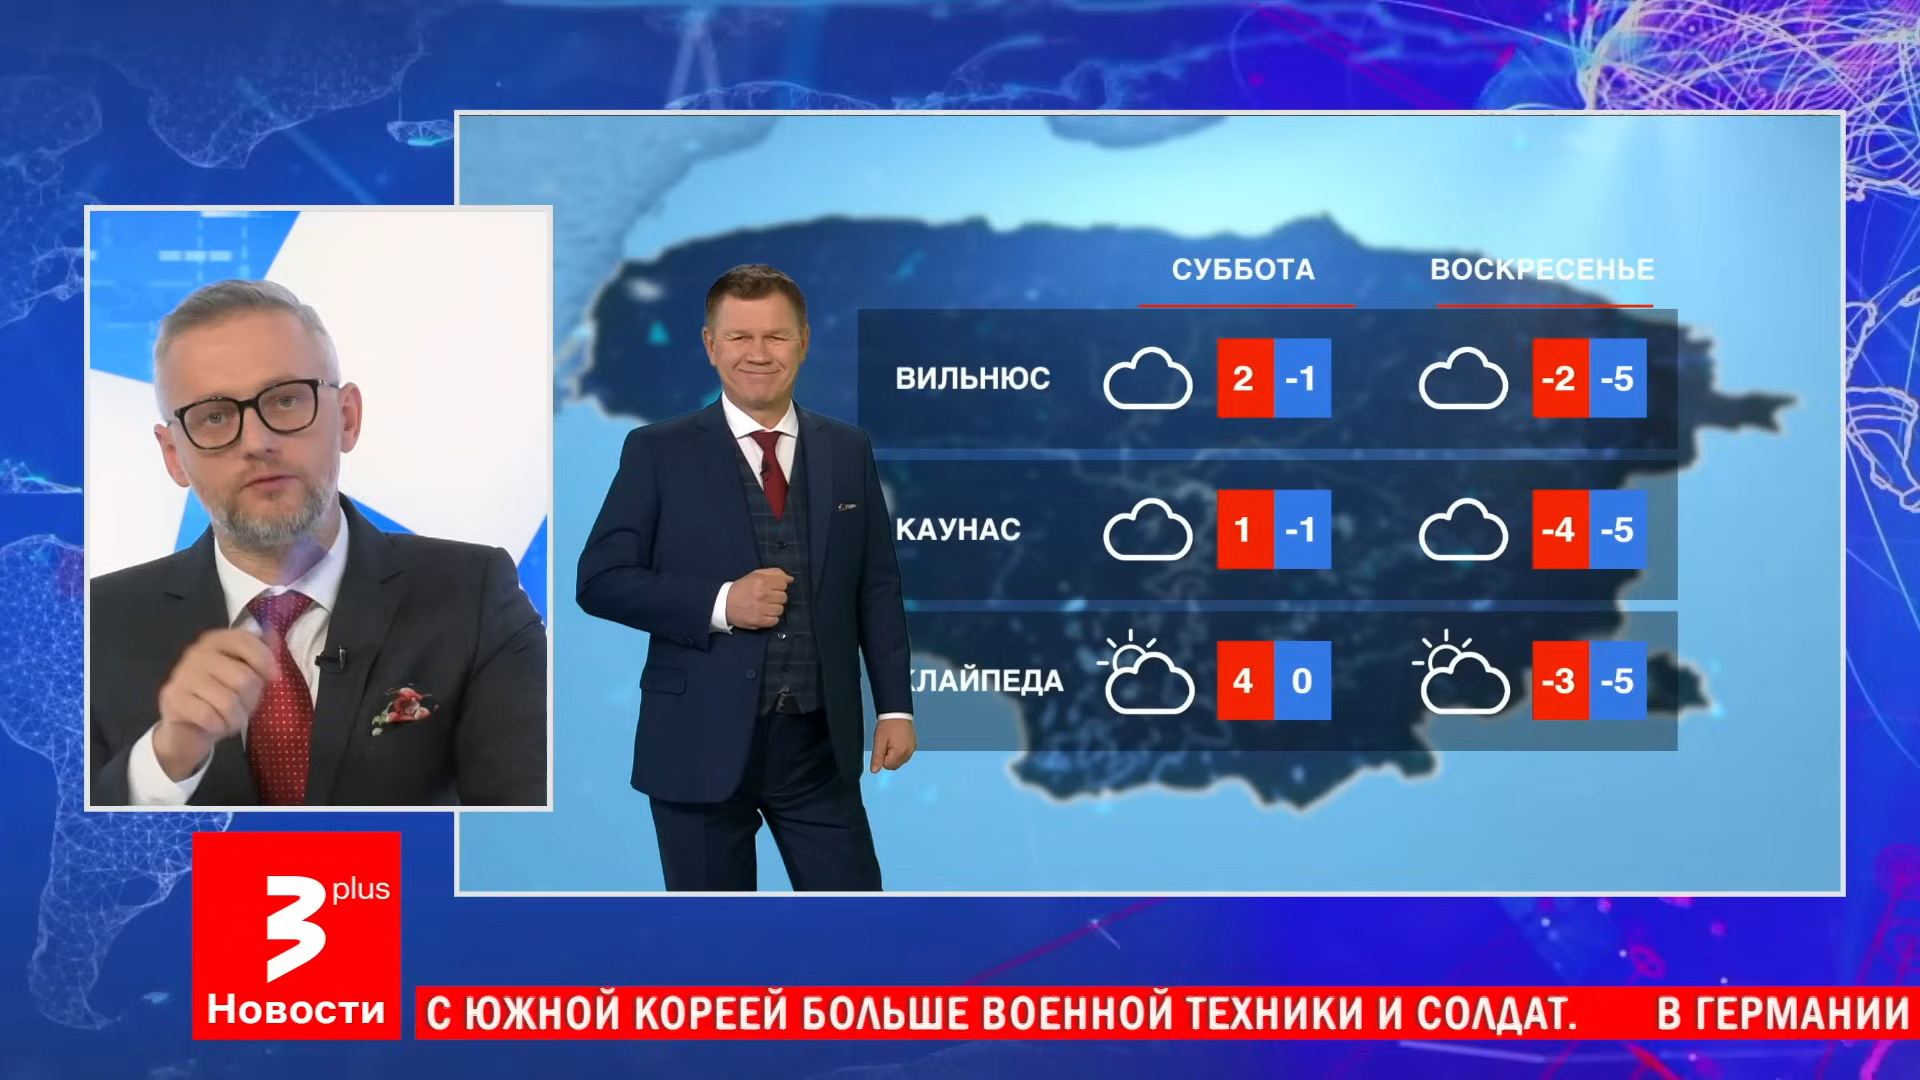 СУББОТА ВОСКРЕСЕНЬЕ
ВИЛЬНЮС 2 -1 -2 -5
КАУНАС 1 -1 -4 -5
КЛАЙПЕДА 4 0 -3 -5
3 plus
Новости
С ЮЖНОЙ КОРЕЕЙ БОЛЬШЕ ВОЕННОЙ ТЕХНИКИ И СОЛДАТ. В ГЕРМАНИИ